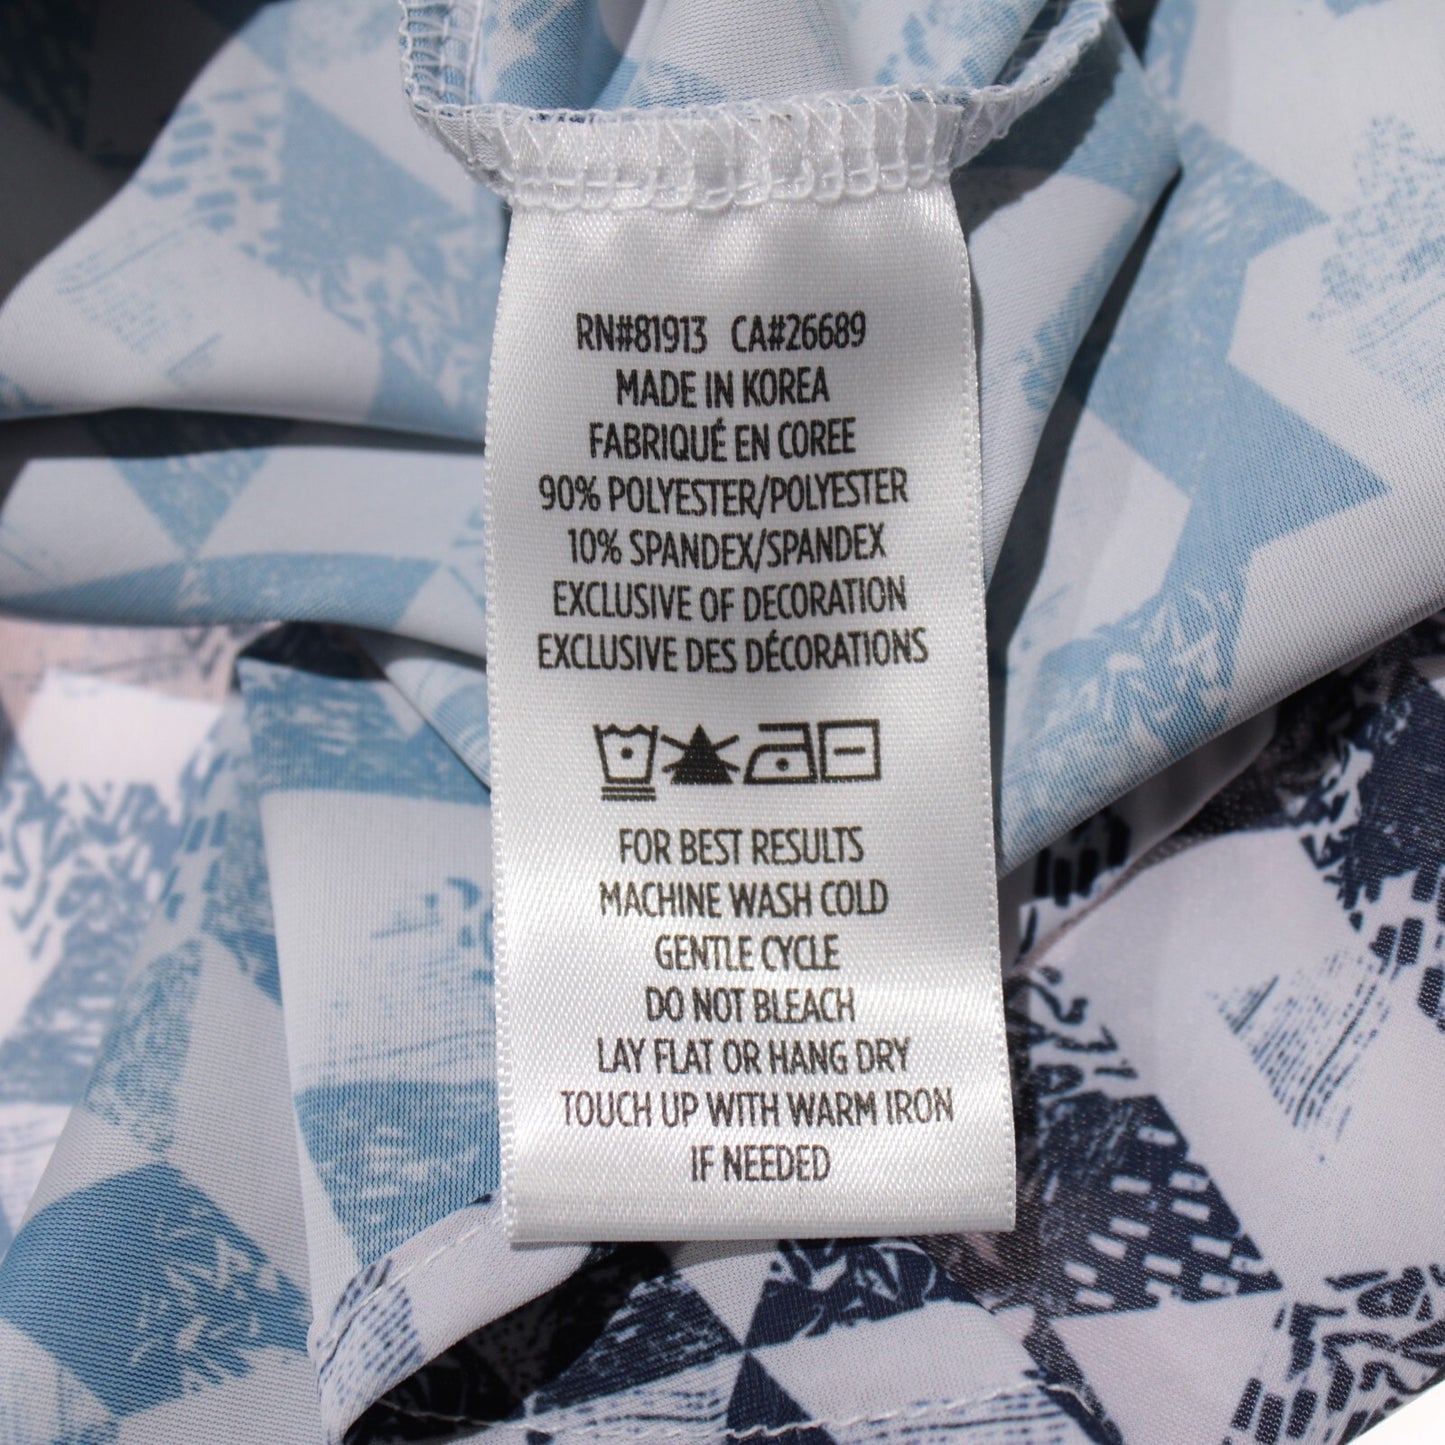 RN#81913 CA#26689
MADE IN KOREA
FABRIQUÉ EN COREE
90% POLYESTER/POLYESTER
10% SPANDEX/SPANDEX
EXCLUSIVE OF DECORATION
EXCLUSIVE DES DÉCORATIONS
FOR BEST RESULTS
MACHINE WASH COLD
GENTLE CYCLE
DO NOT BLEACH
LAY FLAT OR HANG DRY
TOUCH UP WITH WARM IRON
IF NEEDED